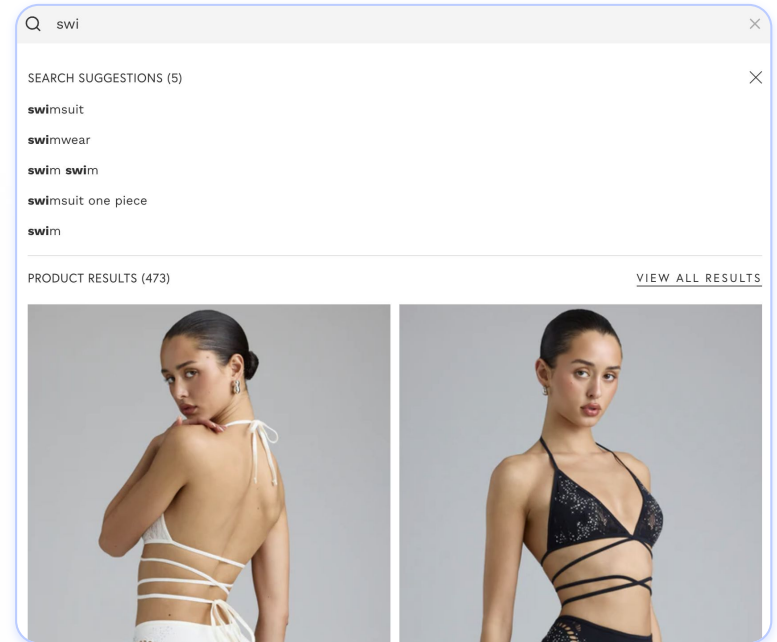 swi
SEARCH SUGGESTIONS (5)
swimsuit
swimwear
swim swim
swimsuit one piece
swim
PRODUCT RESULTS (473) VIEW ALL RESULTS